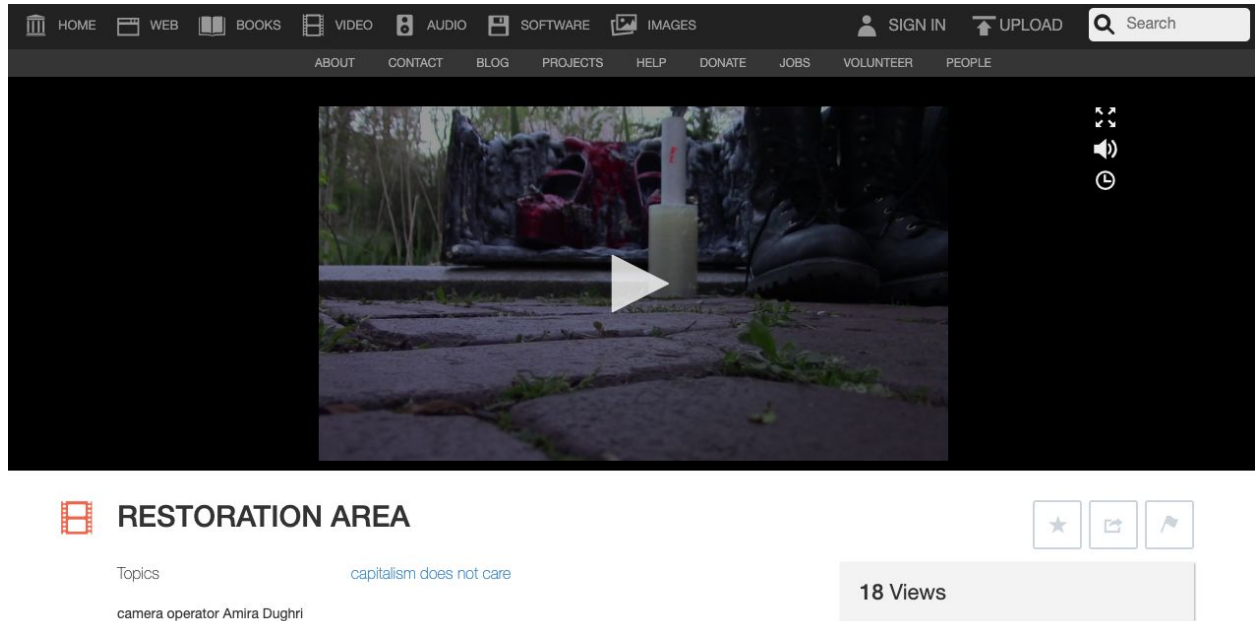 HOME WEB BOOKS VIDEO AUDIO SOFTWARE IMAGES SIGN IN UPLOAD Search
ABOUT CONTACT BLOG PROJECTS HELP DONATE JOBS VOLUNTEER PEOPLE
RESTORATION AREA
Topics capitalism does not care
18 Views
camera operator Amira Dughri